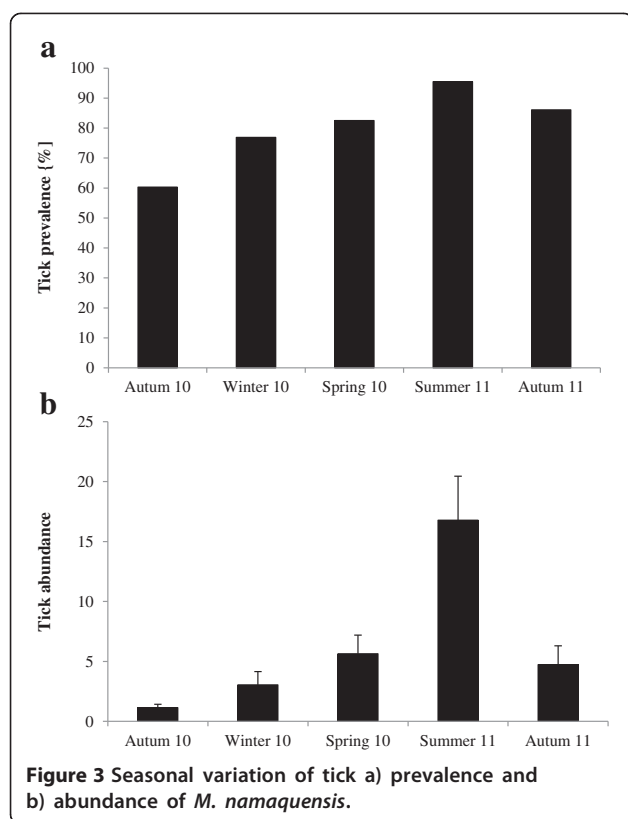 a
100
90
80
70
60
50
40
30
20
10
0
Tick prevalence {%]
Autum 10 Winter 10 Spring 10 Summer 11 Autum 11
b
25
20
15
10
5
0
Tick abundance
Autum 10 Winter 10 Spring 10 Summer 11 Autum 11
Figure 3 Seasonal variation of tick a) prevalence and
b) abundance of M. namaquensis.